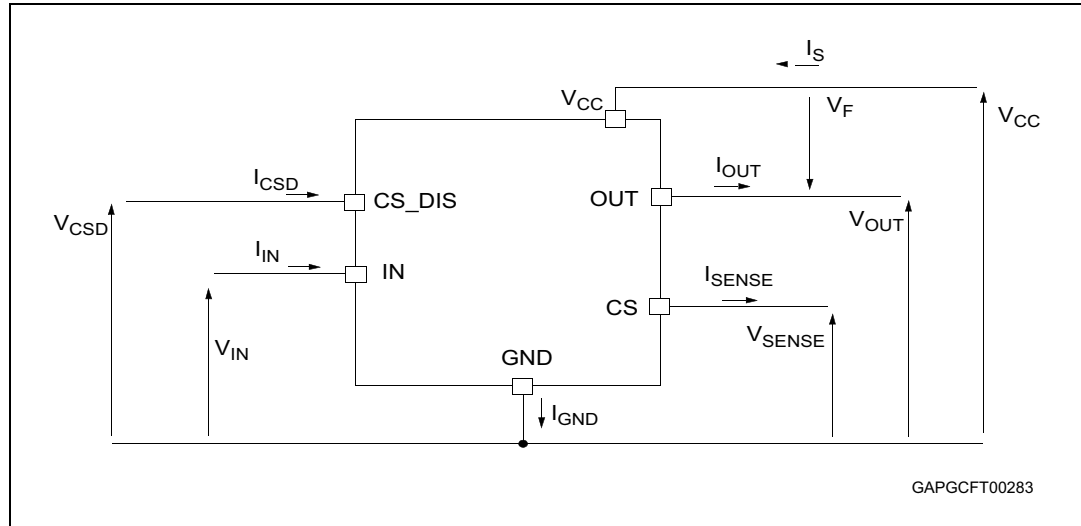 I_S
V_CC
V_F
V_CC
I_CSD
CS_DIS
I_OUT
OUT
V_CSD
V_OUT
I_IN
IN
I_SENSE
CS
V_IN
V_SENSE
GND
I_GND
GAPGCFT00283